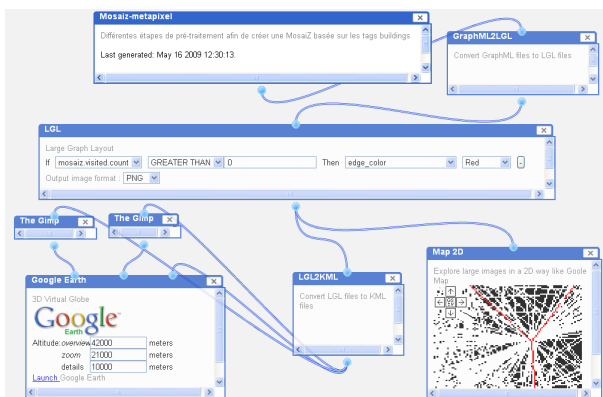 Mosaiz-metapixel
Différentes étapes de pré-traitement afin de créer une MosaiZ basée sur les tags buildings
Last generated: May 16 2009 12:30:13.
GraphML2LGL
Convert GraphML files to LGL files
LGL
Large Graph Layout
If mosaiz.visited.count GREATER THAN 0 Then edge_color Red -
Output image format : PNG
The Gimp
The Gimp
Google Earth
3D Virtual Globe
Google
Earth
Altitude: overview 42000 meters
zoom 21000 meters
details 10000 meters
Launch Google Earth
LGL2KML
Convert LGL files to KML
files
Map 2D
Explore large images in a 2D way like Goole
Map